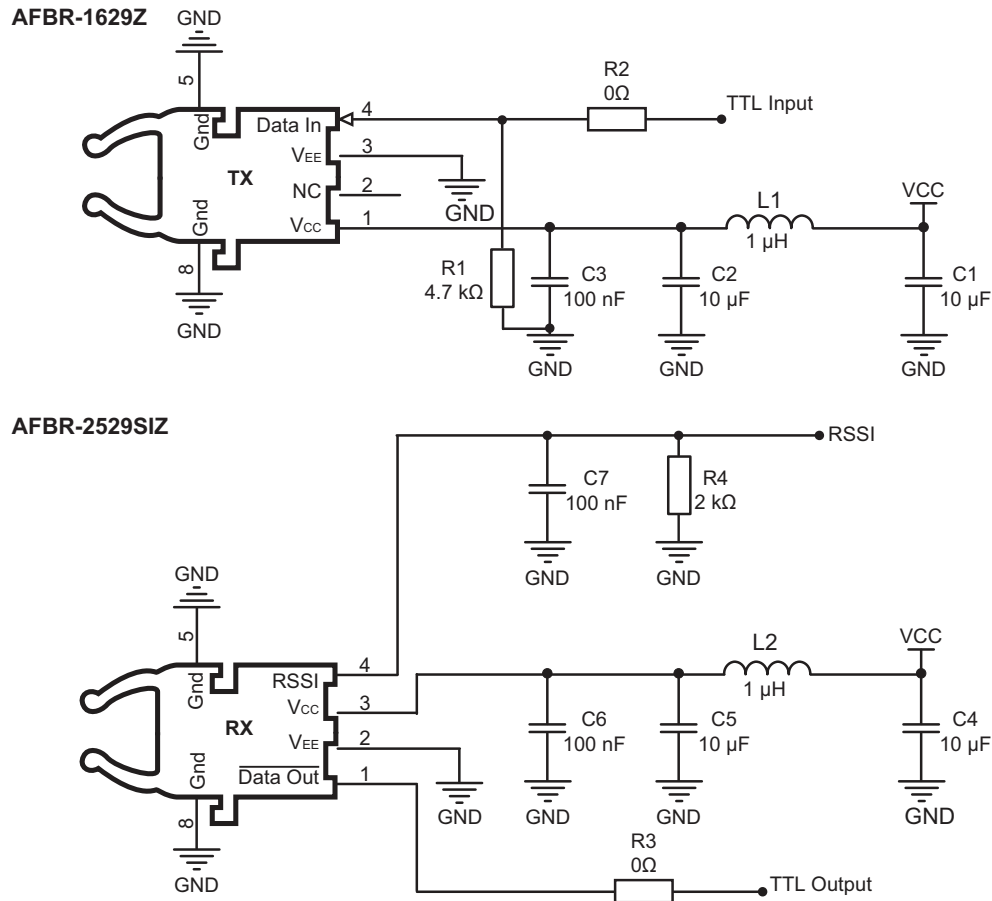 AFBR-1629Z
GND
5
Gnd
Data In
4
R2
0Ω
TTL Input
VEE
3
GND
TX
NC
2
VCC
1
Gnd
8
GND
R1
4.7 kΩ
C3
100 nF
GND
C2
10 µF
GND
L1
1 µH
VCC
C1
10 µF
GND
AFBR-2529SIZ
RSSI
C7
100 nF
GND
R4
2 kΩ
GND
GND
5
Gnd
RSSI
4
VCC
3
RX
VEE
2
GND
Data Out
1
Gnd
8
GND
C6
100 nF
GND
C5
10 µF
GND
L2
1 µH
VCC
C4
10 µF
GND
R3
0Ω
TTL Output